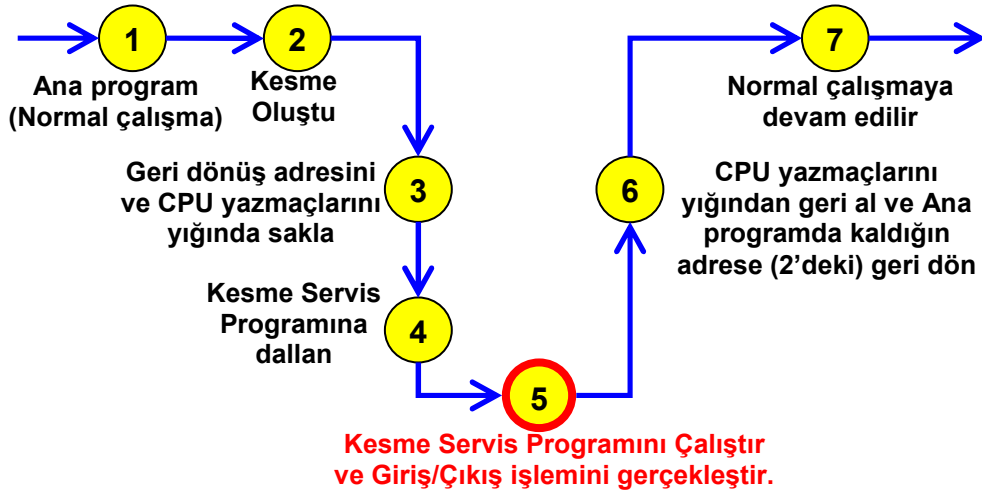 1
Ana program
(Normal çalışma)
2
Kesme
Oluştu
3
Geri dönüş adresini
ve CPU yazmaçlarını
yığında sakla
4
Kesme Servis
Programına
dallan
5
Kesme Servis Programını Çalıştır
ve Giriş/Çıkış işlemini gerçekleştir.
6
CPU yazmaçlarını
yığından geri al ve Ana
programda kaldığın
adrese (2’deki) geri dön
7
Normal çalışmaya
devam edilir